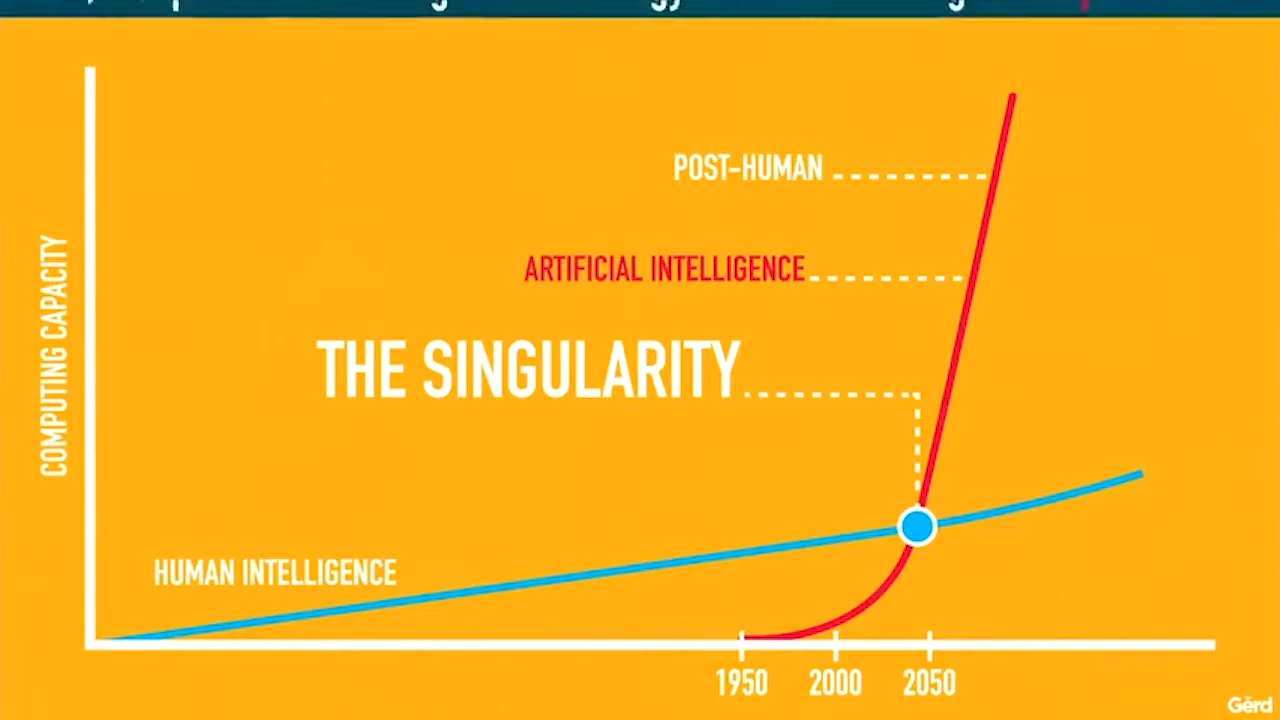 POST-HUMAN
ARTIFICIAL INTELLIGENCE
THE SINGULARITY
COMPUTING CAPACITY
HUMAN INTELLIGENCE
1950 2000 2050
Gērd